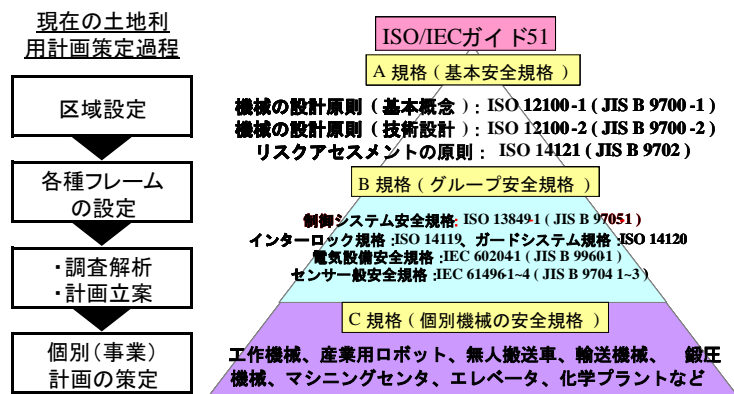 現在の土地利
用計画策定過程
区域設定
各種フレーム
の設定
・調査解析
・計画立案
個別(事業)
計画の策定
ISO/IECガイド51
A 規格 ( 基本安全規格 )
機械の設計原則 ( 基本概念 ) : ISO 12100-1 ( JIS B 9700 -1 )
機械の設計原則 ( 技術設計 ) : ISO 12100-2 ( JIS B 9700 -2 )
リスクアセスメントの原則 : ISO 14121 ( JIS B 9702 )
B 規格 ( グループ安全規格 )
制御システム安全規格: ISO 13849-1 ( JIS B 97051 )
インターロック規格 :ISO 14119、ガードシステム規格 :ISO 14120
電気設備安全規格 :IEC 60204-1 ( JIS B 9960-1 )
センサ一般安全規格 :IEC 61496-1~4 ( JIS B 9704 1~3 )
C 規格 ( 個別機械の安全規格 )
工作機械、産業用ロボット、無人搬送車、輸送機械、 鍛圧
機械、マシニングセンタ、エレベータ、化学プラントなど